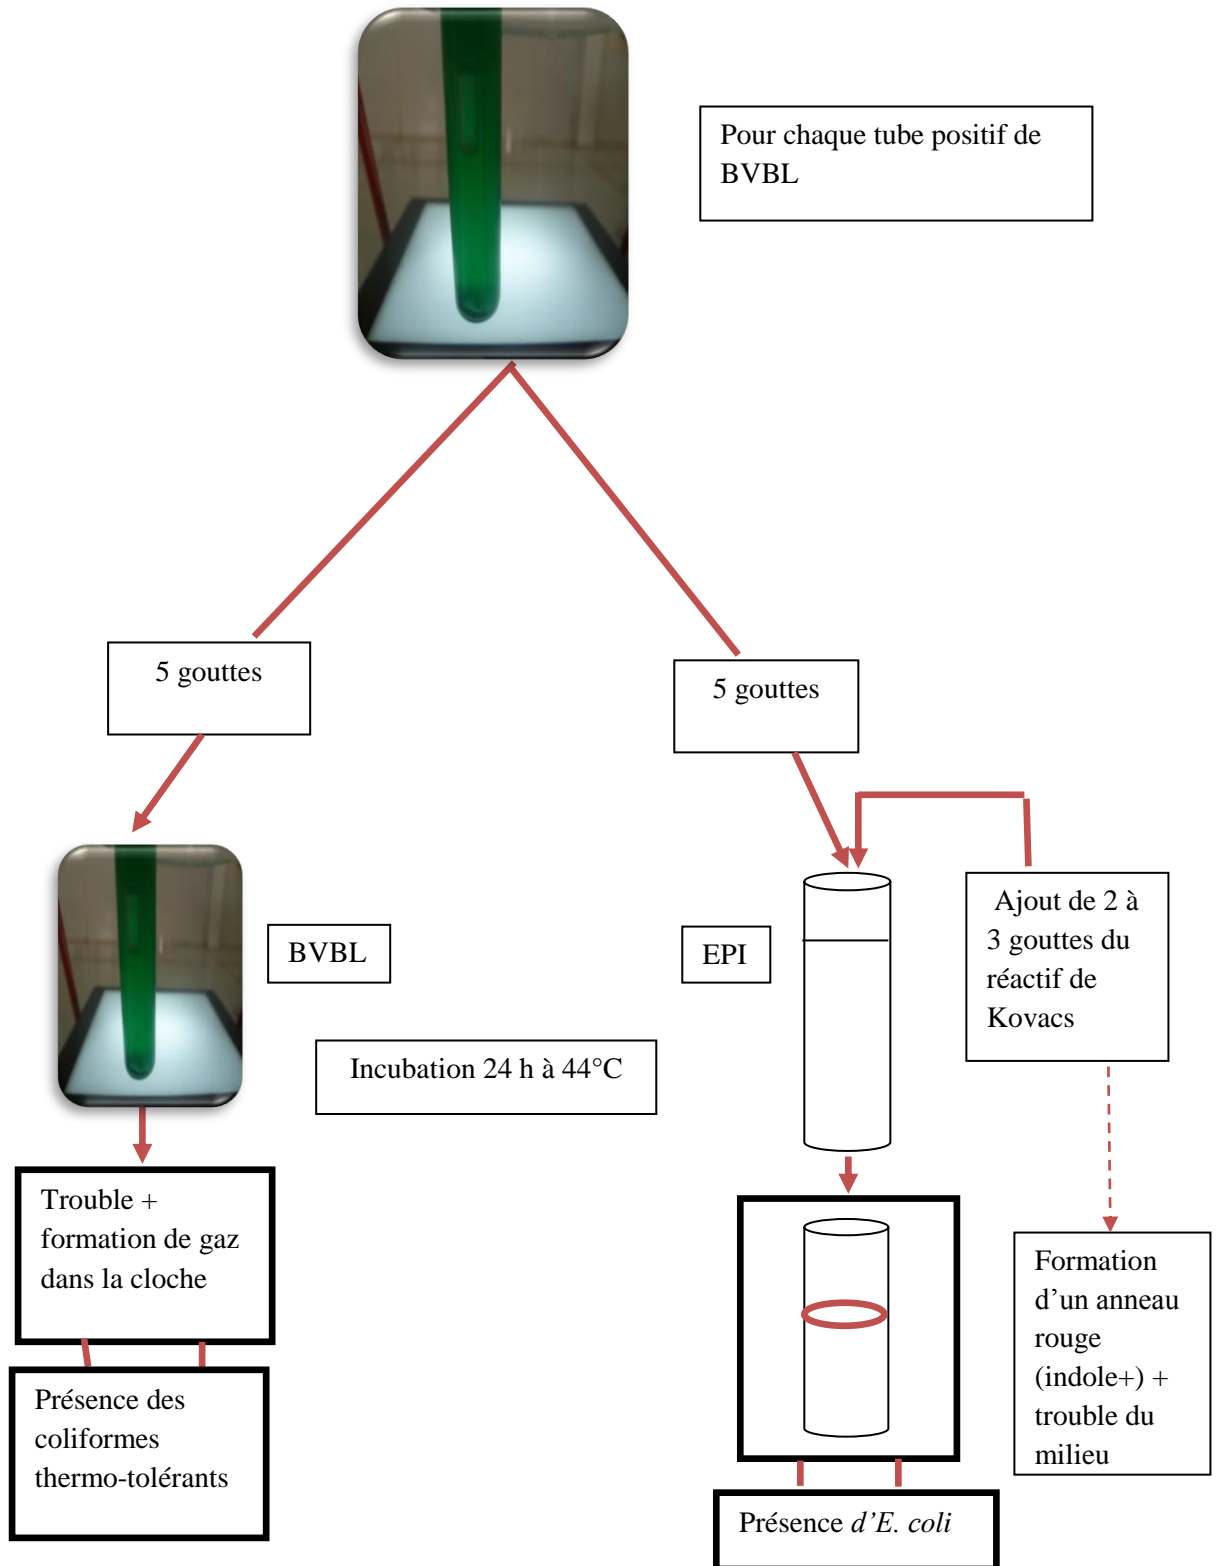 Pour chaque tube positif de
BVBL
5 gouttes
5 gouttes
BVBL
EPI
Ajout de 2 à
3 gouttes du
réactif de
Kovacs
Incubation 24 h à 44°C
Trouble +
formation de gaz
dans la cloche
Formation
d’un anneau
rouge
(indole+) +
trouble du
milieu
Présence des
coliformes
thermo-tolérants
Présence d’E. coli